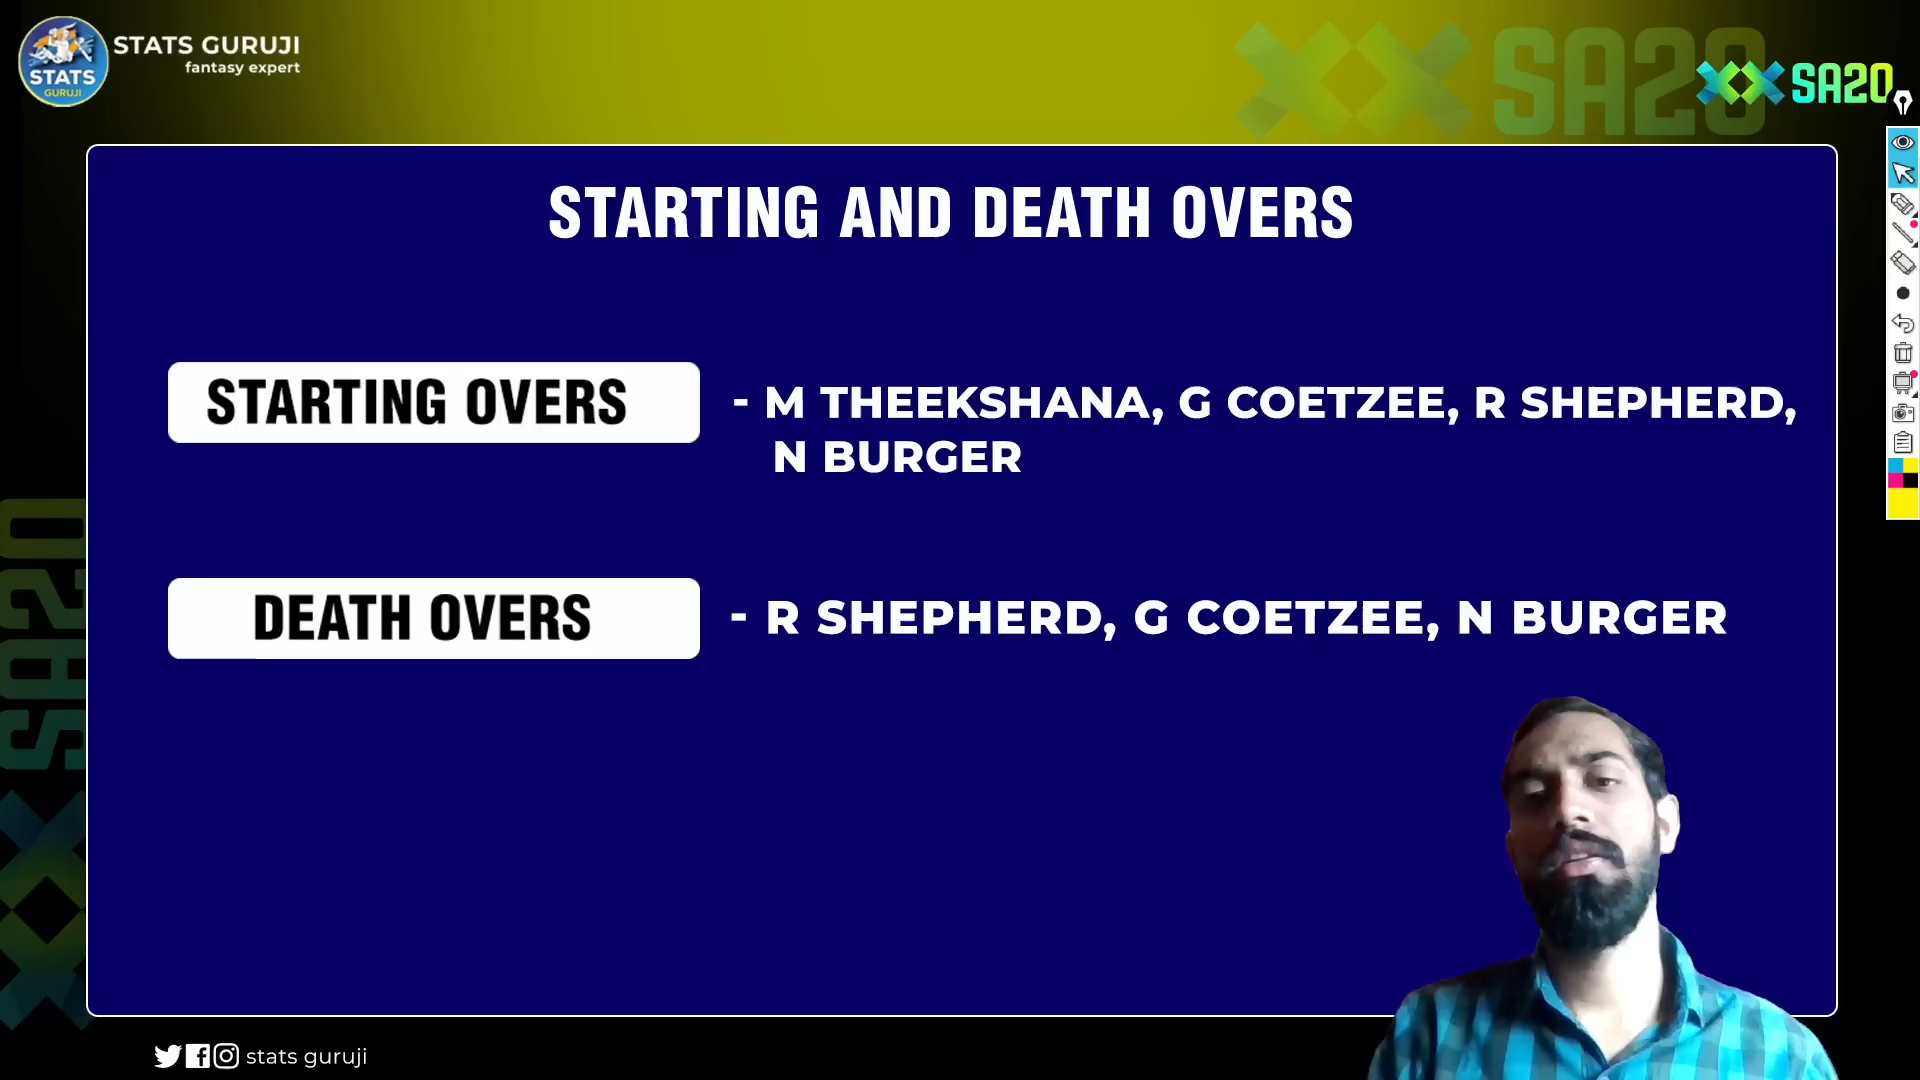 STATS GURUJI
fantasy expert
STATS
GURUJI
SA20
SA20
STARTING AND DEATH OVERS
STARTING OVERS
- M THEEKSHANA, G COETZEE, R SHEPHERD,
N BURGER
DEATH OVERS
- R SHEPHERD, G COETZEE, N BURGER
SA20
stats guruji